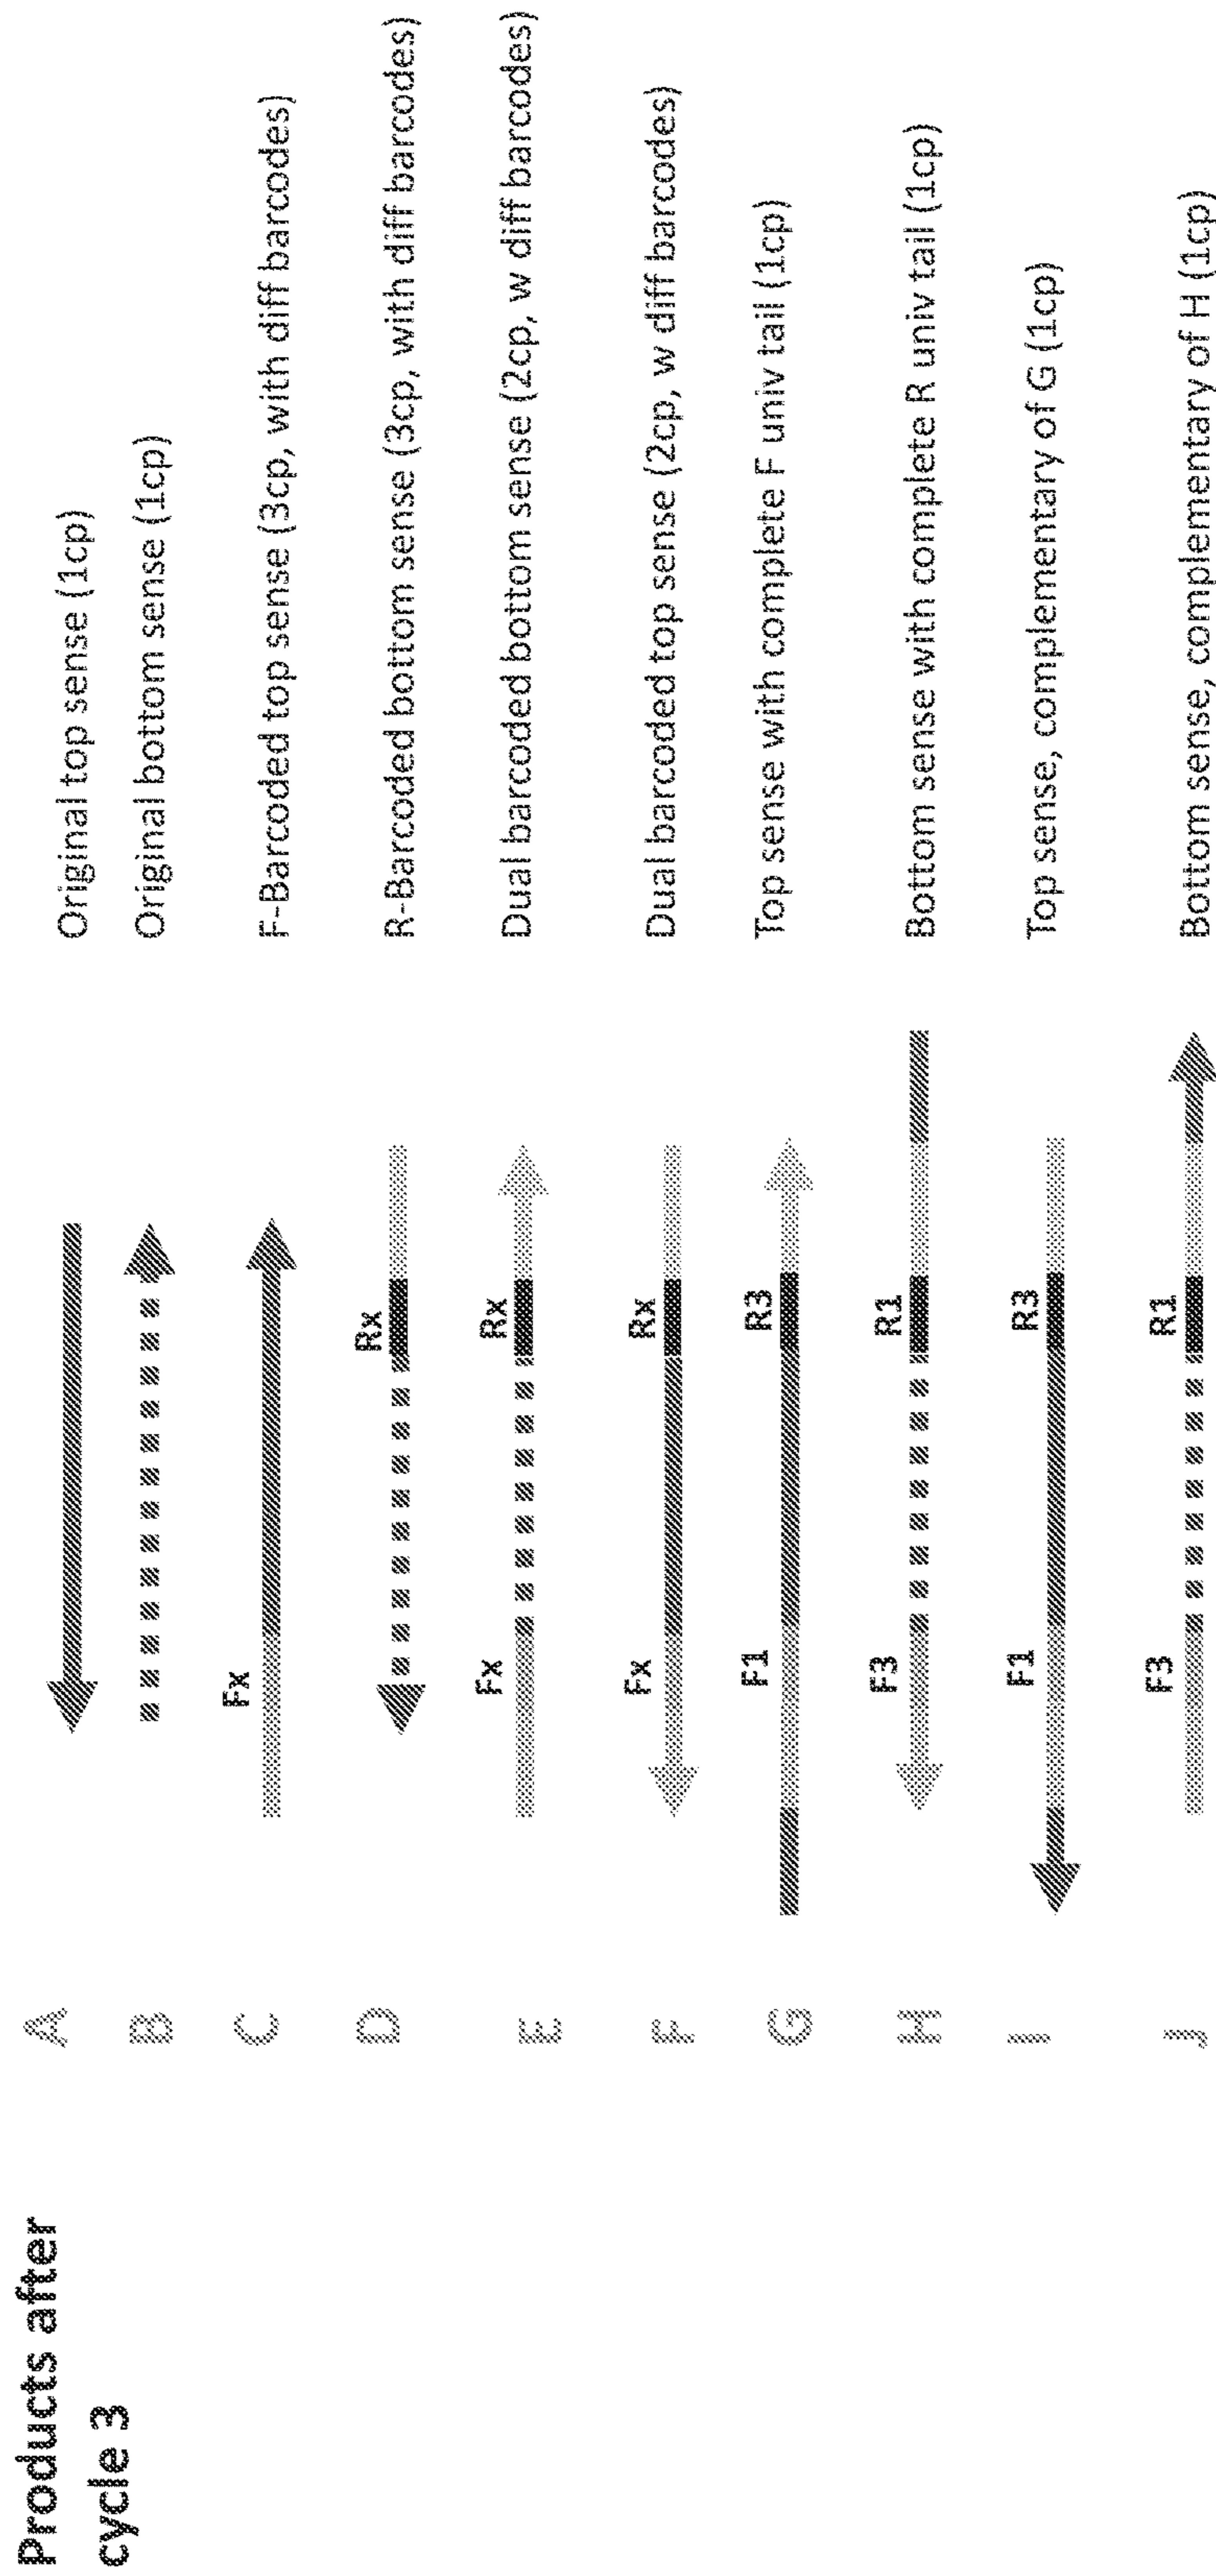 Products after
cycle 3
A
Original top sense (1cp)
B
Original bottom sense (1cp)
C
Fx
F-Barcoded top sense (3cp, with diff barcodes)
D
Rx
R-Barcoded bottom sense (3cp, with diff barcodes)
E
Fx
Rx
Dual barcoded bottom sense (2cp, w diff barcodes)
F
Fx
Rx
Dual barcoded top sense (2cp, w diff barcodes)
G
F1
R3
Top sense with complete F univ tail (1cp)
H
F3
R1
Bottom sense with complete R univ tail (1cp)
I
F1
R3
Top sense, complementary of G (1cp)
J
F3
R1
Bottom sense, complementary of H (1cp)